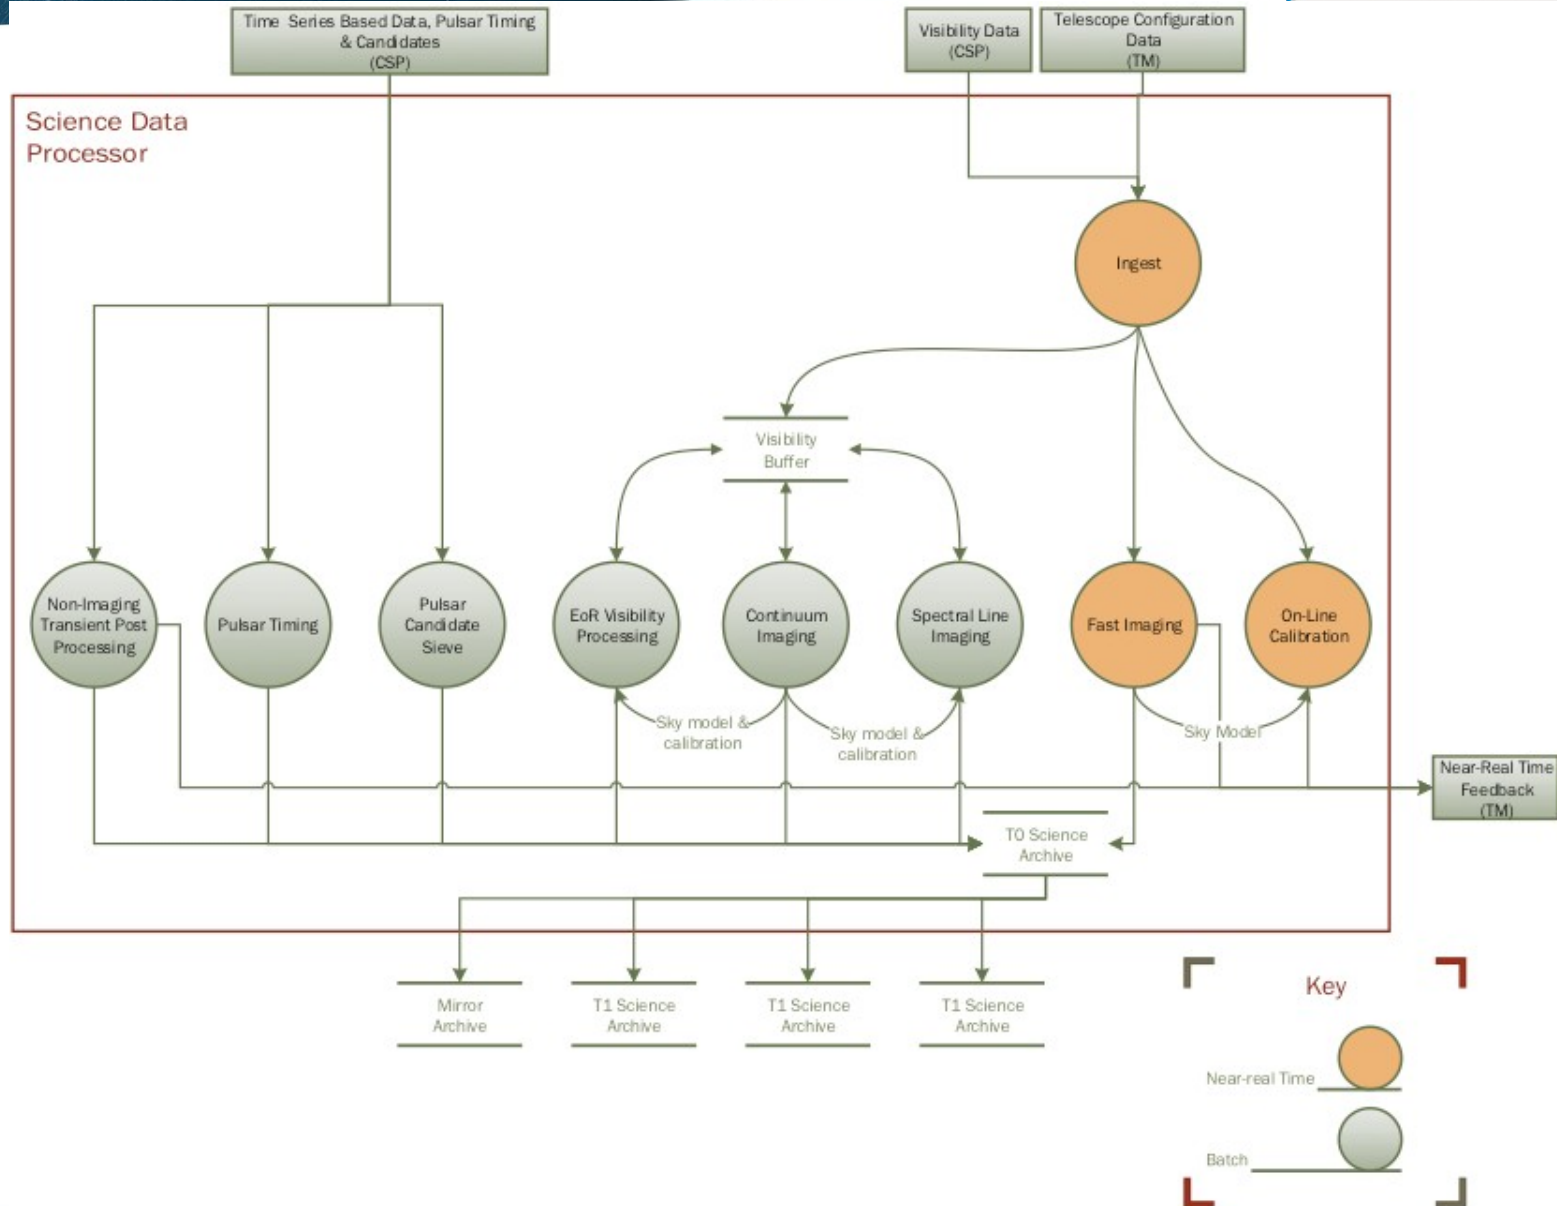 Time Series Based Data, Pulsar Timing
& Candidates
(CSP)
Visibility Data
(CSP)
Telescope Configuration
Data
(TM)
Science Data
Processor
Ingest
Visibility
Buffer
Non-Imaging
Transient Post
Processing
Pulsar Timing
Pulsar
Candidate
Sieve
EoR Visibility
Processing
Continuum
Imaging
Spectral Line
Imaging
Fast Imaging
On-Line
Calibration
Sky model &
calibration
Sky model &
calibration
Sky Model
Near-Real Time
Feedback
(TM)
T0 Science
Archive
Mirror
Archive
T1 Science
Archive
T1 Science
Archive
T1 Science
Archive
Key
Near-real Time
Batch